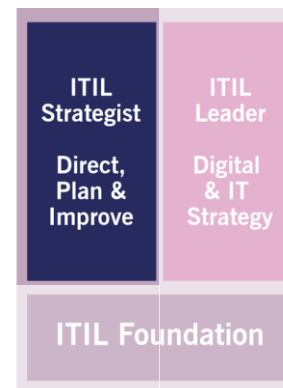 ITIL
Strategist
Direct,
Plan &
Improve
ITIL
Leader
Digital
& IT
Strategy
ITIL Foundation